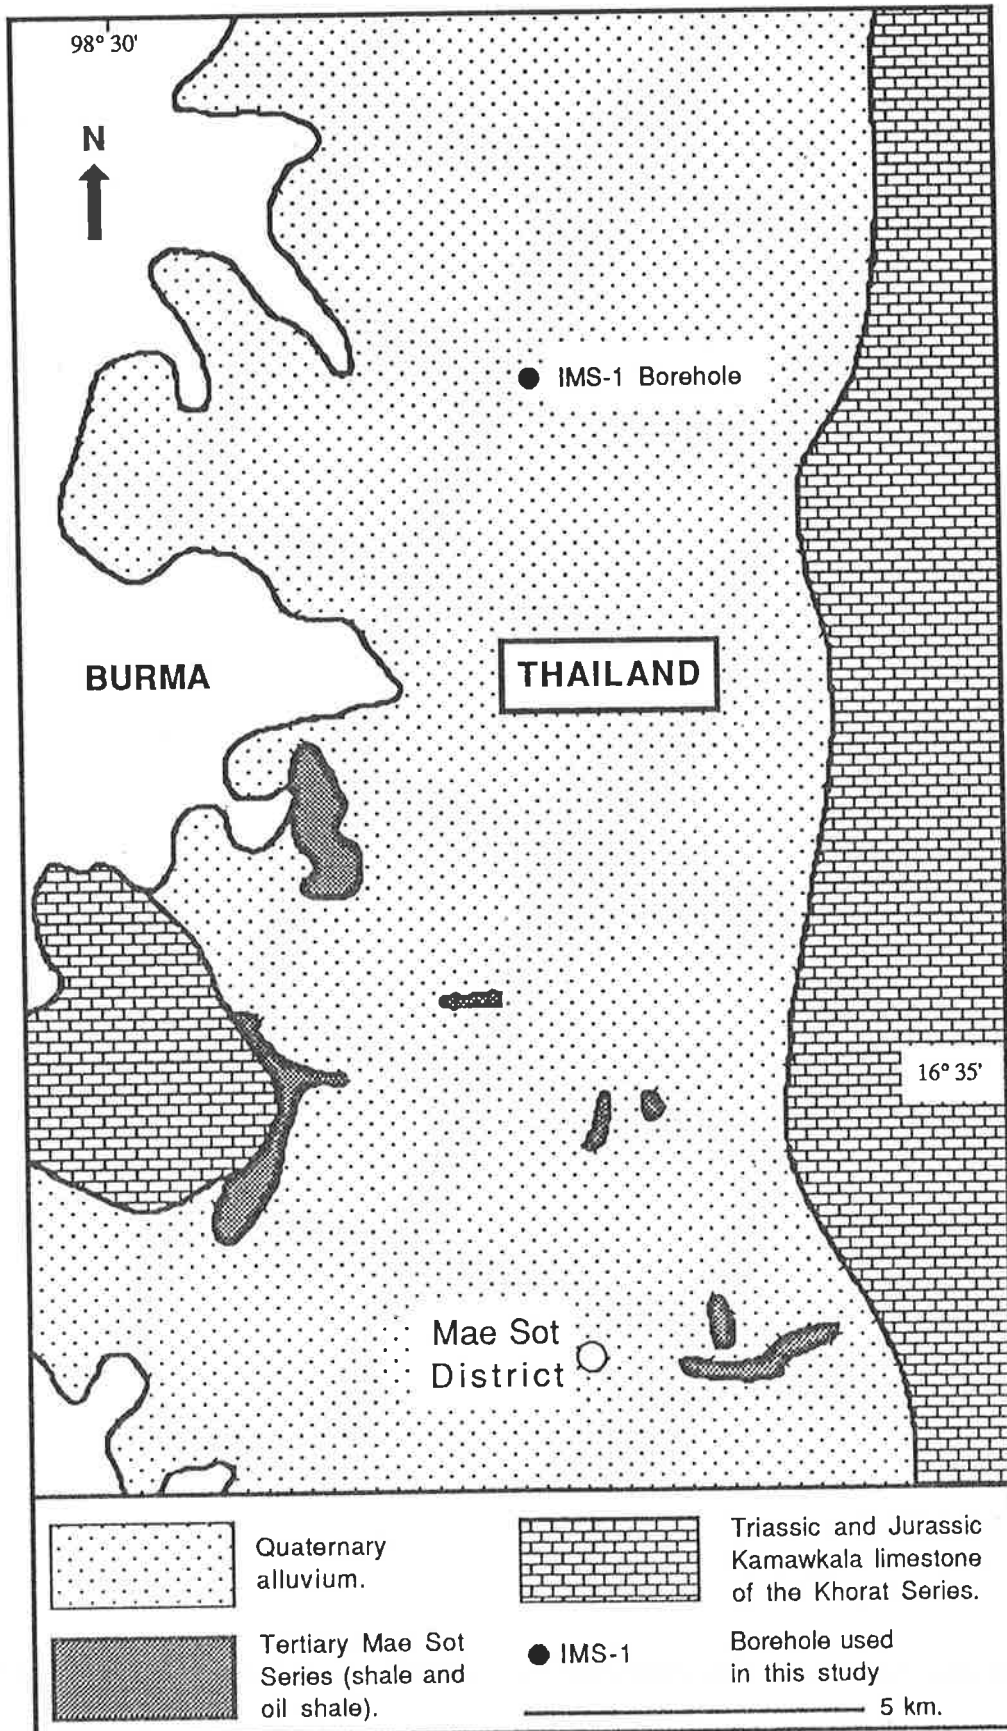 98° 30'
N
IMS-1 Borehole
BURMA
THAILAND
16° 35'
Mae Sot
District
Quaternary
alluvium.
Triassic and Jurassic
Kamawkala limestone
of the Khorat Series.
Tertiary Mae Sot
Series (shale and
oil shale).
IMS-1
Borehole used
in this study
5 km.